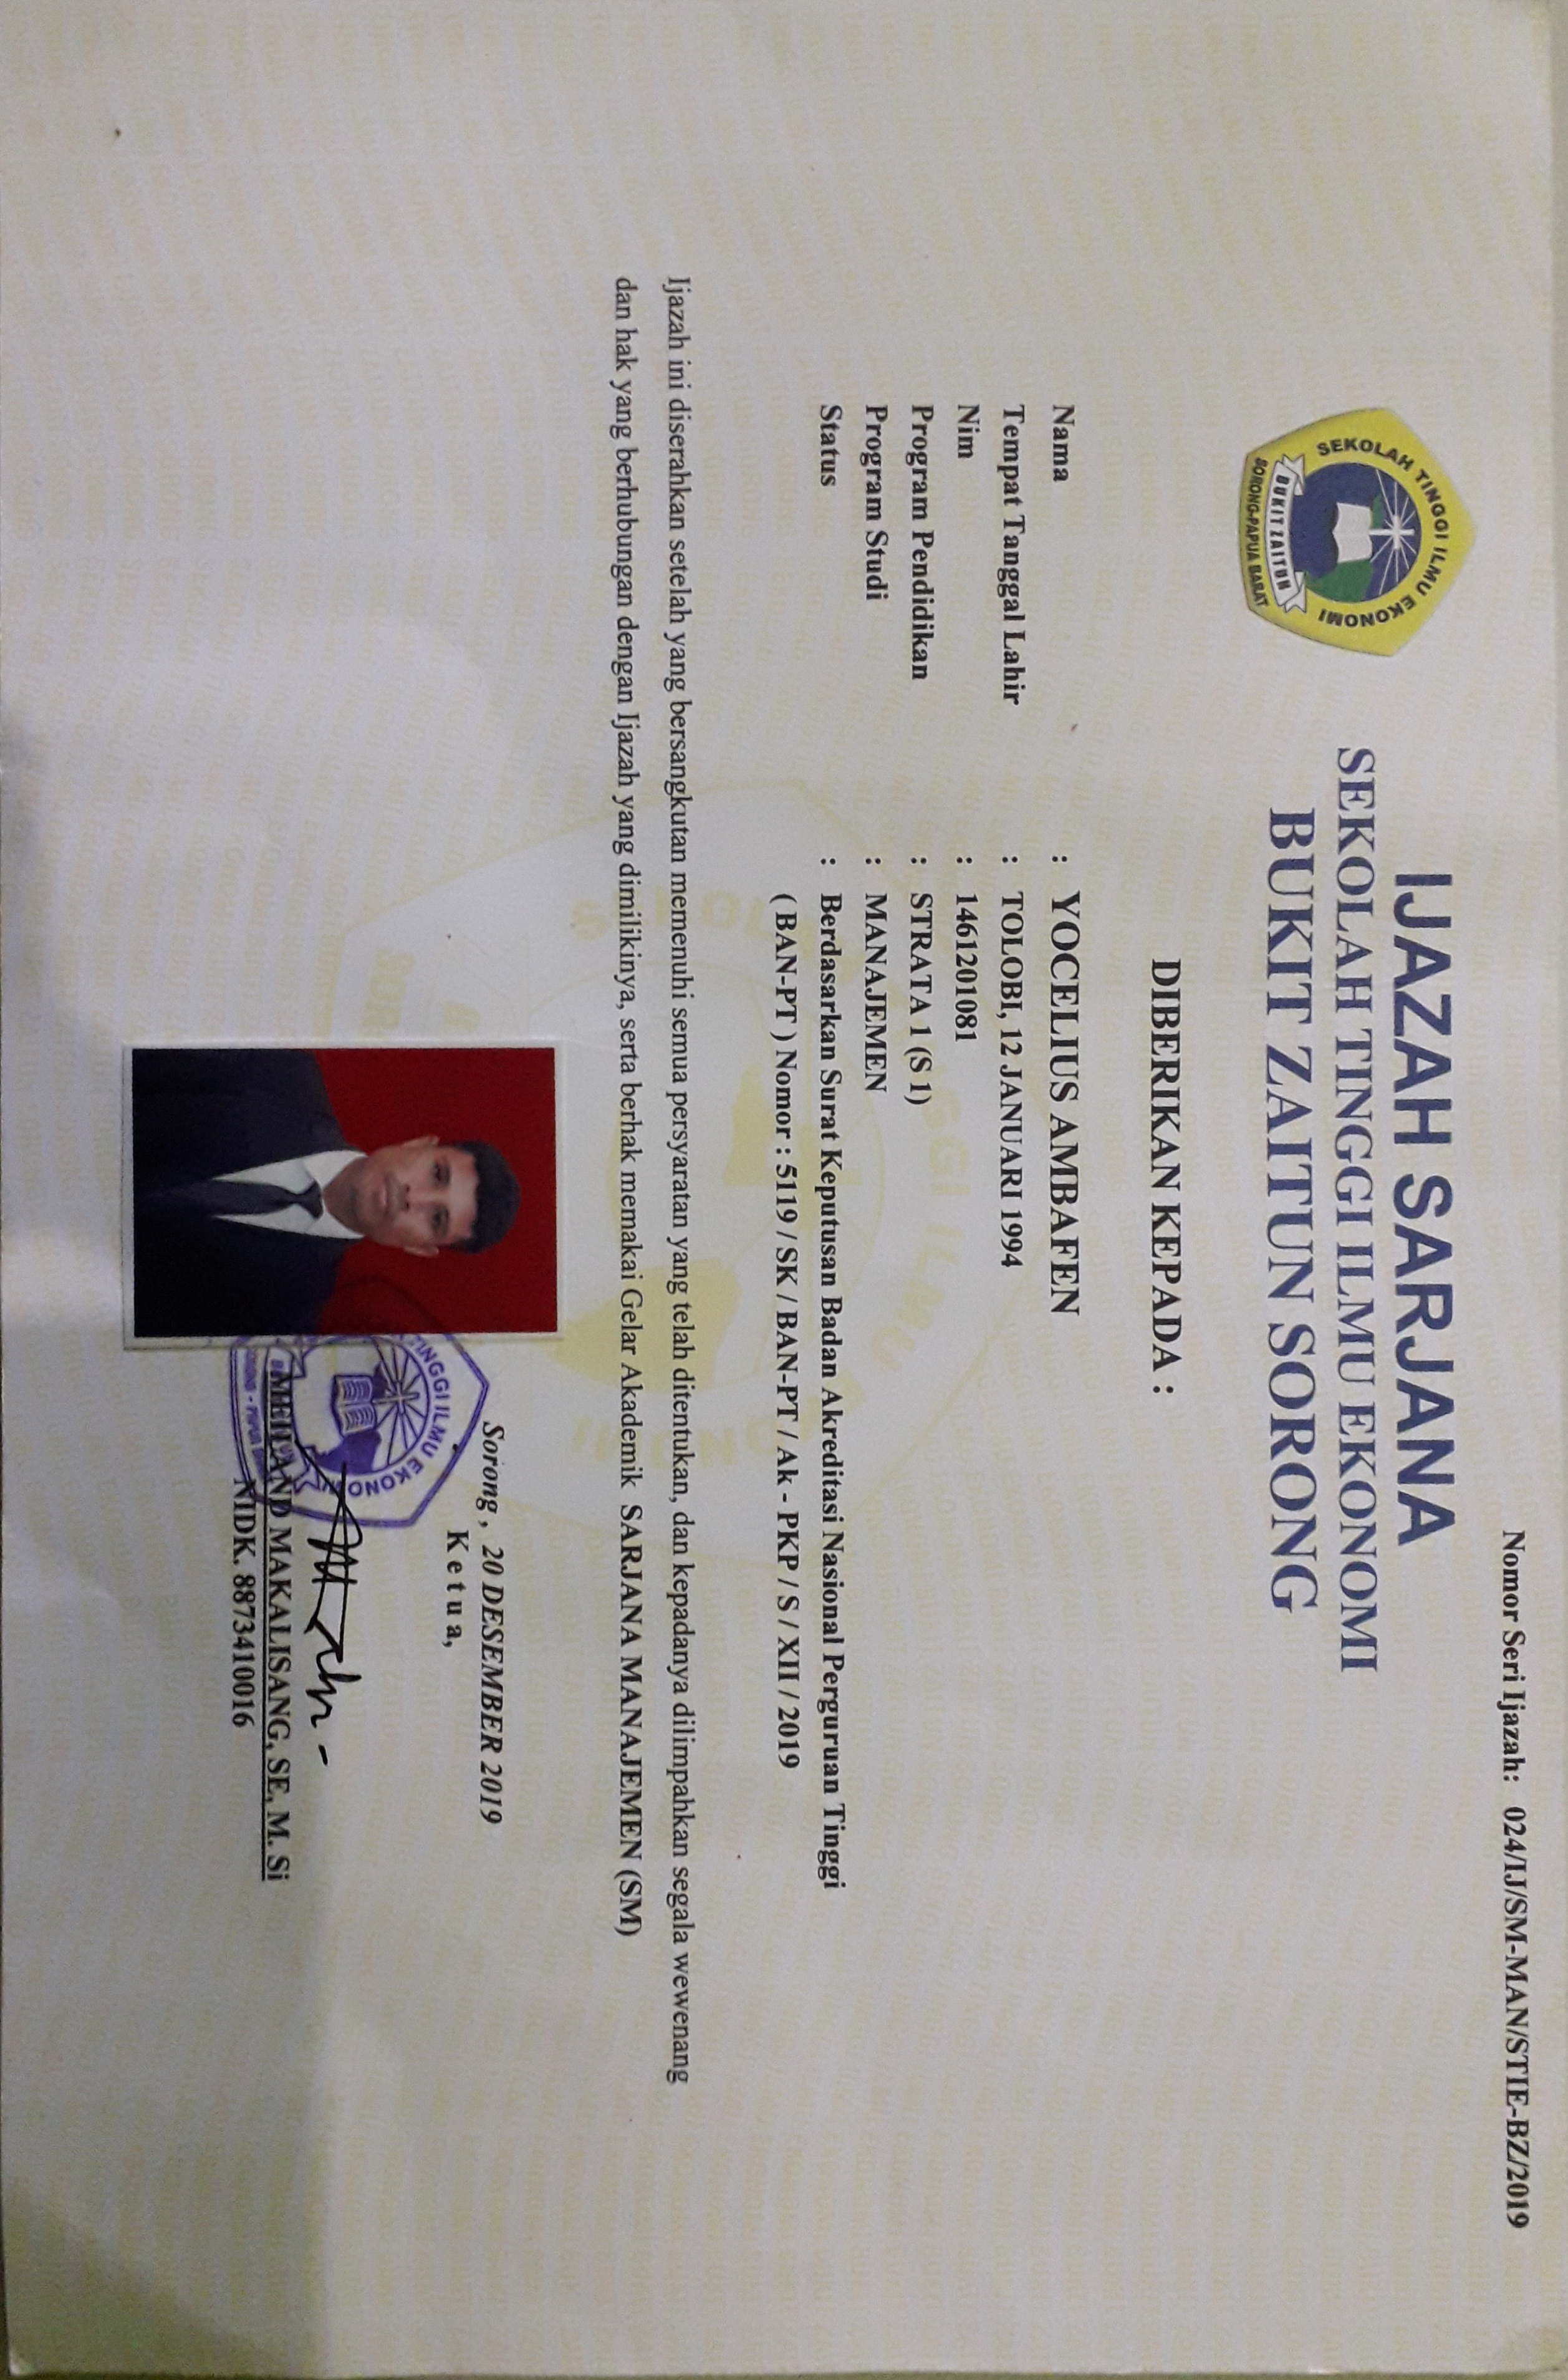 Nomor Seri Ijazah: 024/IJ/SM-MAN/STIE-BZ/2019
IJAZAH SARJANA
SEKOLAH TINGGI ILMU EKONOMI
BUKIT ZAITUN SORONG
SEKOLAH TINGGI ILMU EKONOMI
BUKIT ZAITUN
SORONG-PAPUA BARAT
DIBERIKAN KEPADA :
Nama : YOCELIUS AMBAFEN
Tempat Tanggal Lahir : TOLOBI, 12 JANUARI 1994
Nim : 1461201081
Program Pendidikan : STRATA 1 (S 1)
Program Studi : MANAJEMEN
Status : Berdasarkan Surat Keputusan Badan Akreditasi Nasional Perguruan Tinggi
( BAN-PT ) Nomor : 5119 / SK / BAN-PT / Ak - PKP / S / XII / 2019
Ijazah ini diserahkan setelah yang bersangkutan memenuhi semua persyaratan yang telah ditentukan, dan kepadanya dilimpahkan segala wewenang
dan hak yang berhubungan dengan Ijazah yang dimilikinya, serta berhak memakai Gelar Akademik SARJANA MANAJEMEN (SM)
Sorong , 20 DESEMBER 2019
K e t u a,
TINGGI ILMU EKONOMI
MEILAND MAKALISANG, SE, M. Si
NIDK. 8873410016